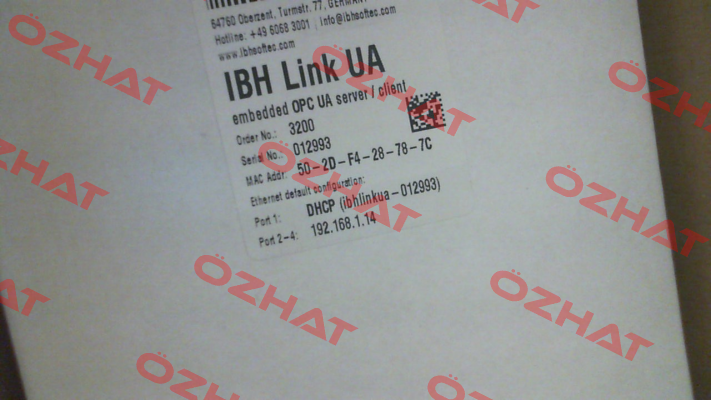 64760 Oberzent, Turmstr. 77, GERMANY
Hotline: +49 6068 3001 | info@ibhsoftec.com
www.ibhsoftec.com
IBH Link UA
embedded OPC UA server / client
Order No.: 3200
Serial No.: 012993
MAC Addr: 50-2D-F4-28-78-7C
Ethernet default configuration:
Port 1: DHCP (ibhlinkua-012993)
Port 2-4: 192.168.1.14
ÖZHAT
ÖZHAT
ÖZHAT
ÖZHAT
ÖZHAT
ÖZHAT
ÖZHAT
ÖZHAT
ÖZHAT
ÖZHAT